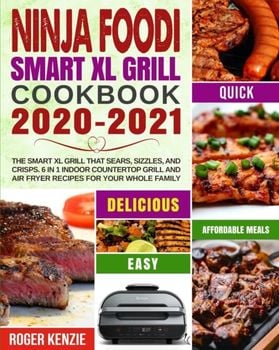 NINJA FOODI
SMART XL GRILL
COOKBOOK
2020-2021
THE SMART XL GRILL THAT SEARS, SIZZLES, AND
CRISPS. 6 IN 1 INDOOR COUNTERTOP GRILL AND
AIR FRYER RECIPES FOR YOUR WHOLE FAMILY
QUICK
DELICIOUS
AFFORDABLE MEALS
EASY
ROGER KENZIE